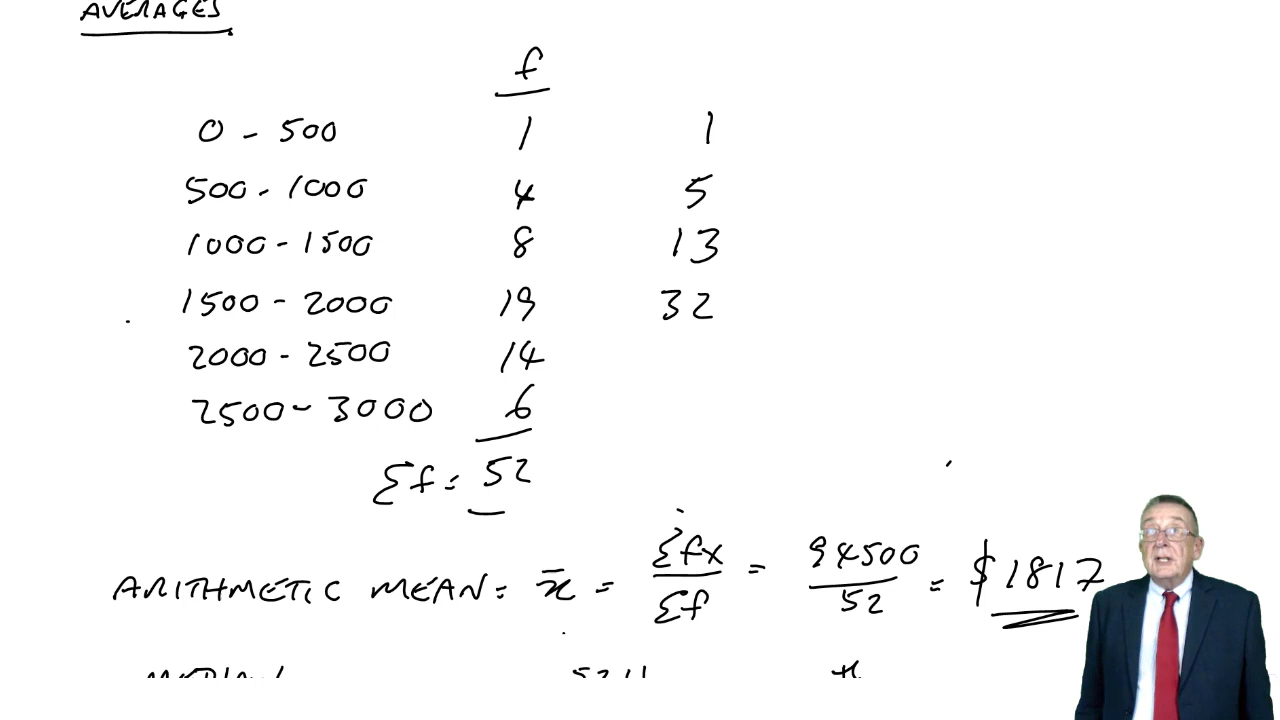 AVERAGES
f
0 - 500 1 1
500 - 1000 4 5
1000 - 1500 8 13
1500 - 2000 19 32
2000 - 2500 14
2500 - 3000 6
Σf = 52
ARITHMETIC MEAN = x̄ = Σfx / Σf = 94500 / 52 = $1817